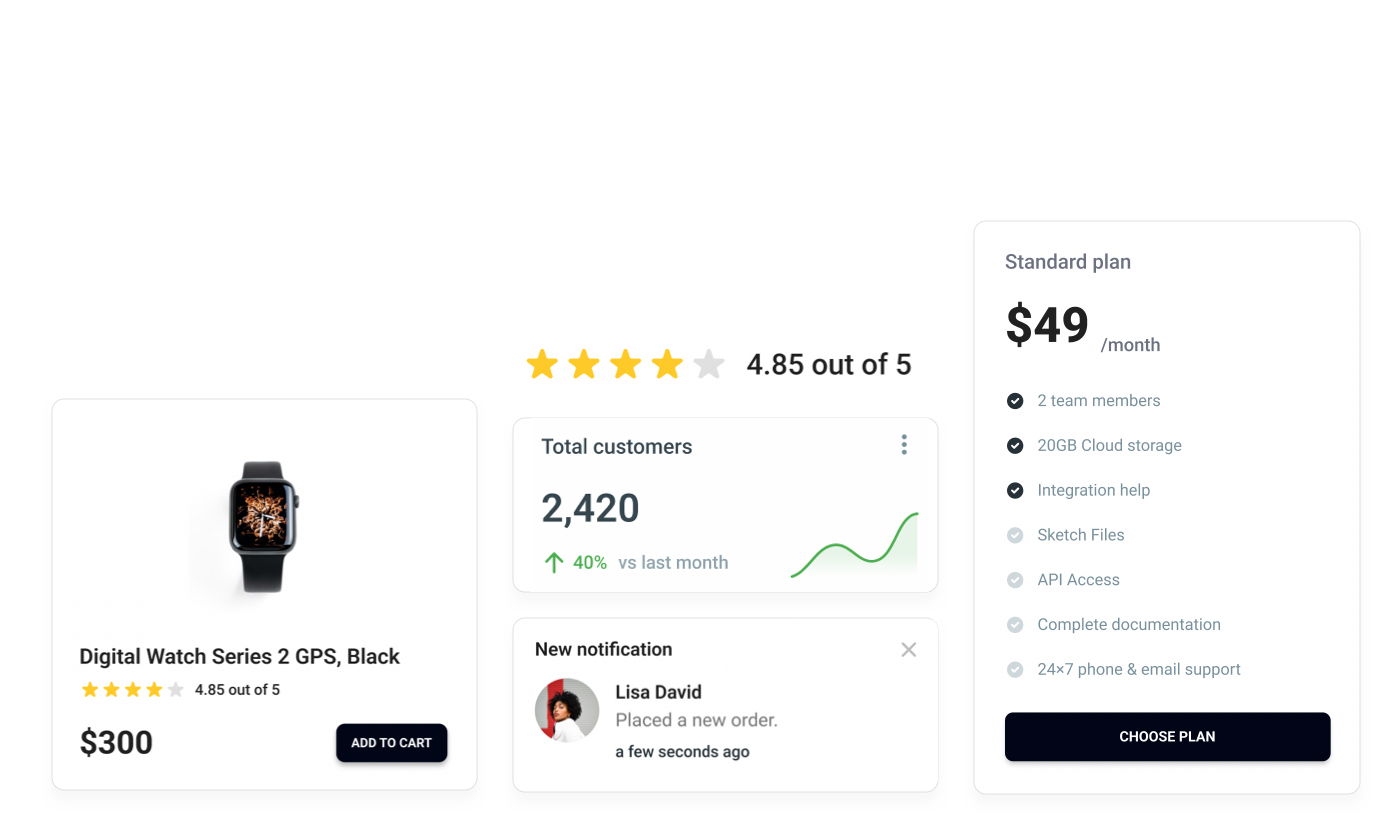 Digital Watch Series 2 GPS, Black
4.85 out of 5
$300
ADD TO CART
4.85 out of 5
Total customers
2,420
40% vs last month
New notification
Lisa David
Placed a new order.
a few seconds ago
Standard plan
$49 /month
2 team members
20GB Cloud storage
Integration help
Sketch Files
API Access
Complete documentation
24×7 phone & email support
CHOOSE PLAN